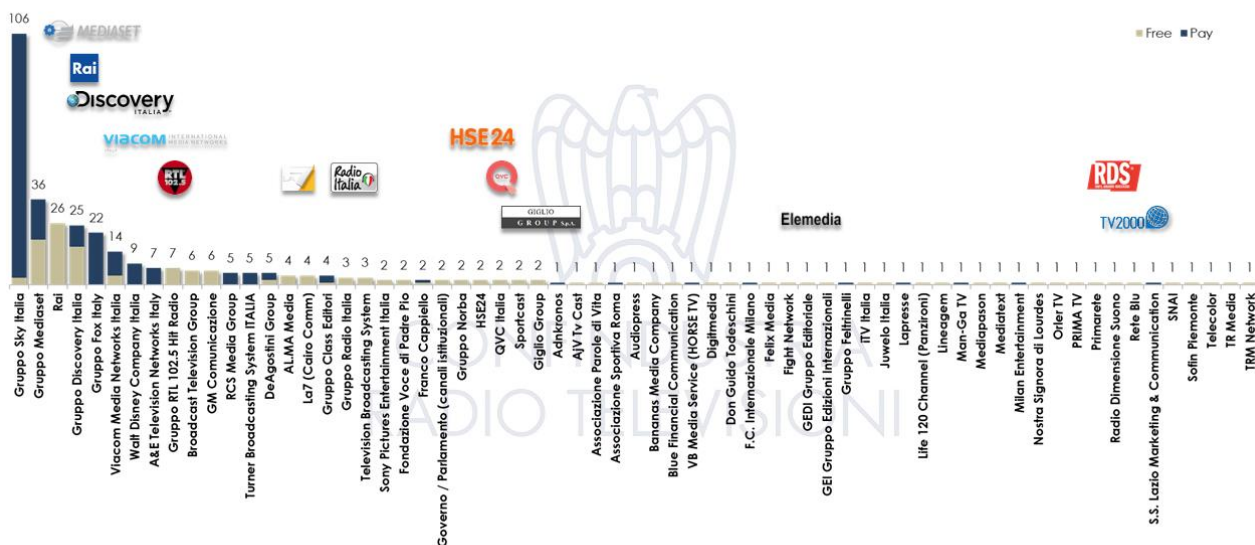 106
MEDIASET
Free Pay
Rai
Discovery
ITALIA
VIACOM INTERNATIONAL
MEDIA NETWORKS
HSE24
RTL
102.5
Radio
Italia
QVC
RDS
GIGLIO
GROUP S.p.A.
Elemedia
TV2000
36 26 25 22 14 9 7 7 6 6 5 5 5 4 4 4 3 3 2 2 2 2 2 2 2 2 2 1 1 1 1 1 1 1 1 1 1 1 1 1 1 1 1 1 1 1 1 1 1 1 1 1 1 1 1 1 1 1 1 1 1 1 1 1 1
Gruppo Sky Italia
Gruppo Mediaset
Rai
Gruppo Discovery Italia
Gruppo Fox Italy
Viacom Media Networks Italia
Walt Disney Company Italia
A&E Television Networks Italy
Gruppo RTL 102.5 Hit Radio
Broadcast Television Group
GM Comunicazione
RCS Media Group
Turner Broadcasting System ITALIA
DeAgostini Group
ALMA Media
La7 (Cairo Comm)
Gruppo Class Editori
Gruppo Radio Italia
Television Broadcasting System
Sony Pictures Entertainment Italia
Fondazione Voce di Padre Pio
Franco Cappiello
Governo / Parlamento (canali istituzionali)
Gruppo Norba
HSE24
QVC Italia
Sportcast
Giglio Group
Adnkronos
AJV Tv Cast
Associazione Parole di Vita
Associazione Sportiva Roma
Audiopress
Bananas Media Company
Blue Financial Communication
VB Media Service (HORSE TV)
Digitmedia
Don Guido Todeschini
F.C. Internazionale Milano
Felix Media
Fight Network
GEDI Gruppo Editoriale
GEI Gruppo Edizioni Internazionali
Gruppo Feltrinelli
iTV Italia
Juwelo Italia
Lapresse
Life 120 Channel (Panzironi)
Lineagem
Man-Ga TV
Mediapason
Mediatext
Milan Entertainment
Nostra Signora di Lourdes
Orler TV
PRIMA TV
Primarete
Radio Dimensione Suono
Rete Blu
S.S. Lazio Marketing & Communication
SNAI
Sofin Piemonte
Telecolor
TR Media
TRM Network
CONFINDUSTRIA
RADIO TELEVISIONI